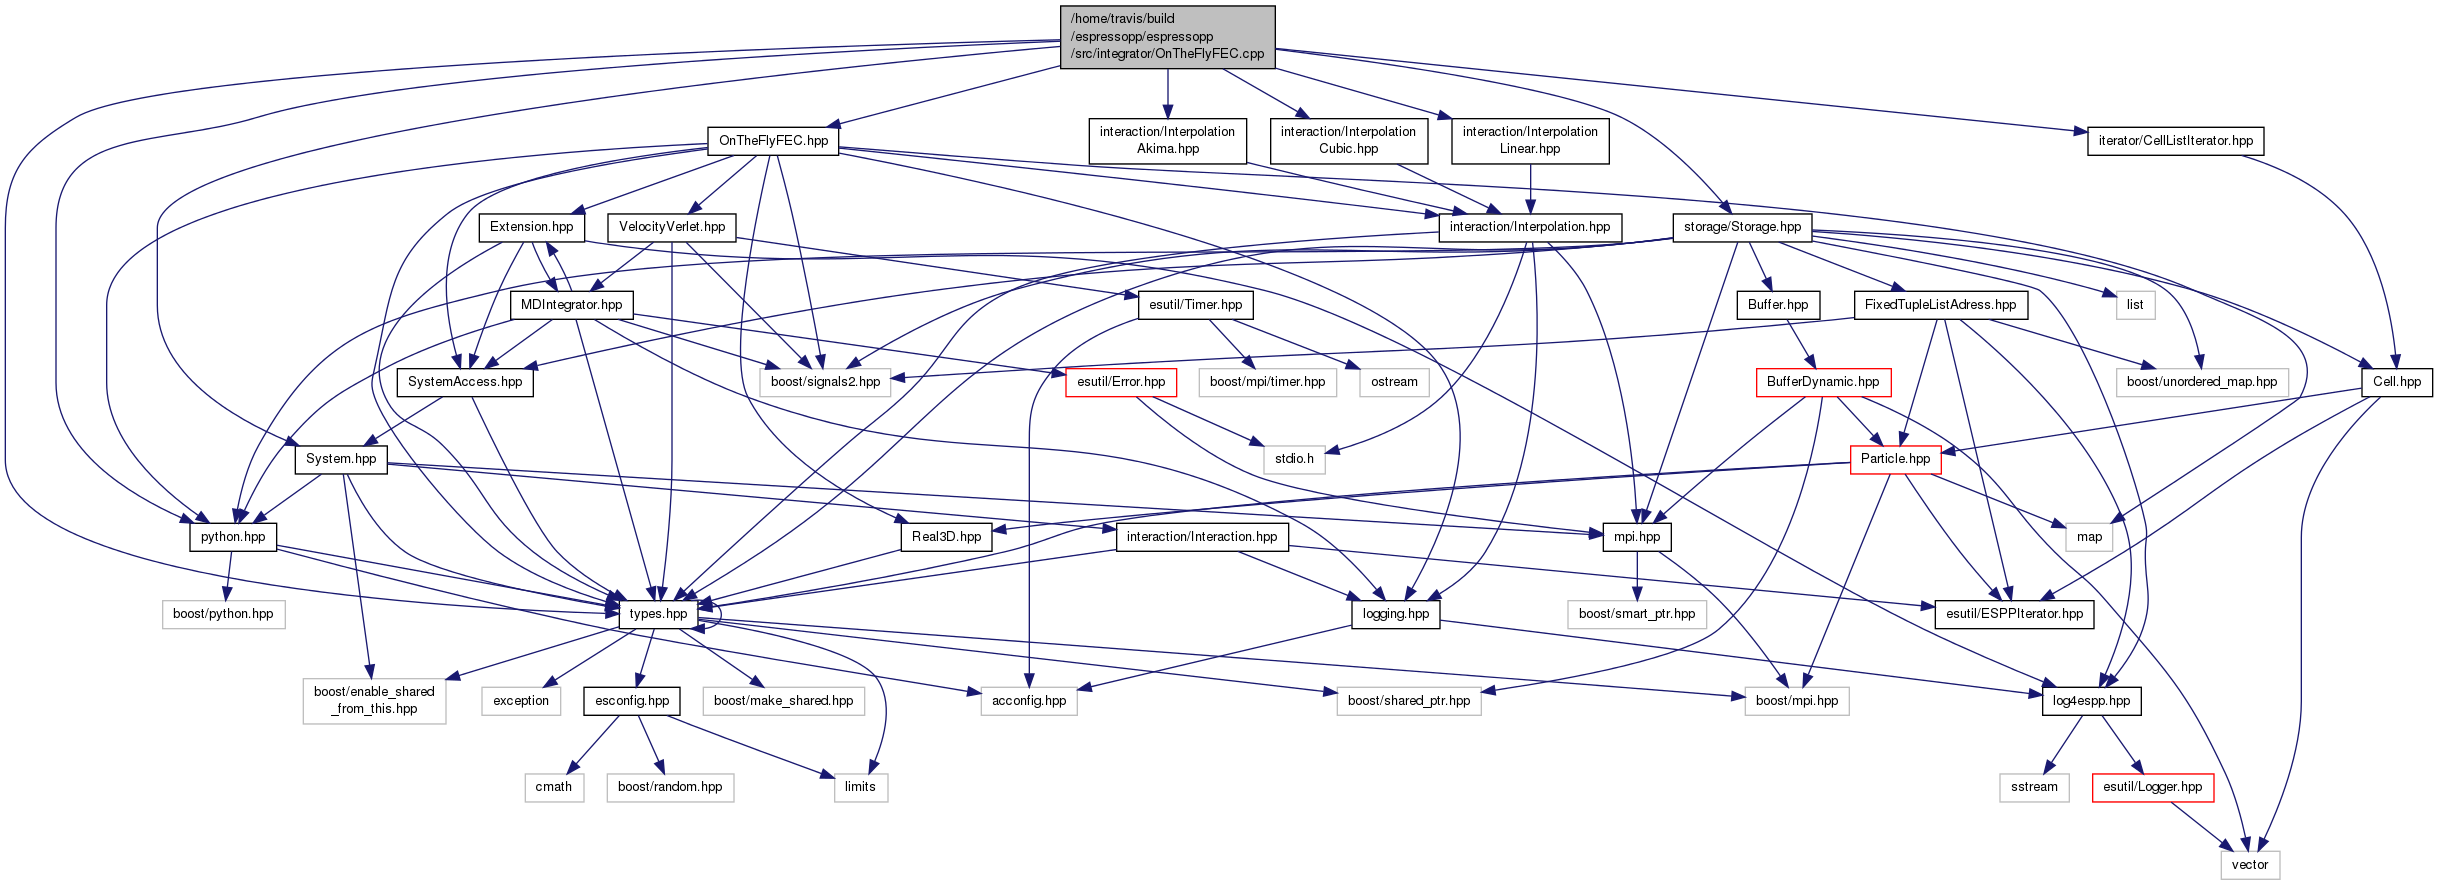 /home/travis/build
/espressopp/espressopp
/src/integrator/OnTheFlyFEC.cpp
OnTheFlyFEC.hpp
interaction/Interpolation
Akima.hpp
interaction/Interpolation
Cubic.hpp
interaction/Interpolation
Linear.hpp
iterator/CellListIterator.hpp
Extension.hpp
VelocityVerlet.hpp
interaction/Interpolation.hpp
storage/Storage.hpp
MDIntegrator.hpp
esutil/Timer.hpp
Buffer.hpp
FixedTupleListAdress.hpp
list
SystemAccess.hpp
boost/signals2.hpp
esutil/Error.hpp
boost/mpi/timer.hpp
ostream
BufferDynamic.hpp
boost/unordered_map.hpp
Cell.hpp
System.hpp
stdio.h
Particle.hpp
python.hpp
Real3D.hpp
interaction/Interaction.hpp
mpi.hpp
map
boost/python.hpp
types.hpp
logging.hpp
boost/smart_ptr.hpp
esutil/ESPPIterator.hpp
boost/enable_shared
_from_this.hpp
exception
esconfig.hpp
boost/make_shared.hpp
acconfig.hpp
boost/shared_ptr.hpp
boost/mpi.hpp
log4espp.hpp
cmath
boost/random.hpp
limits
sstream
esutil/Logger.hpp
vector